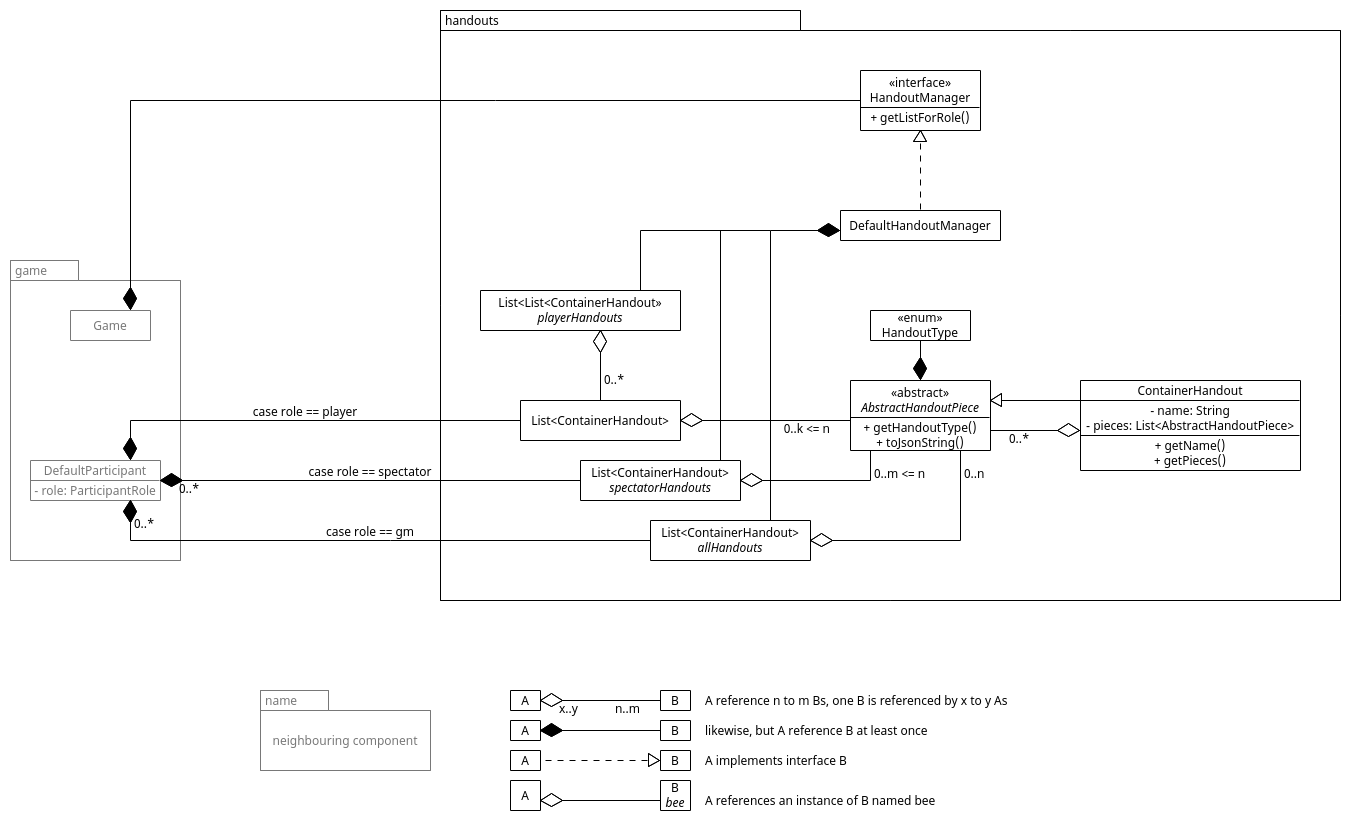 handouts
«interface»
HandoutManager
+ getListForRole()
DefaultHandoutManager
game
Game
List<List<ContainerHandout»
playerHandouts
«enum»
HandoutType
0..*
«abstract»
AbstractHandoutPiece
+ getHandoutType()
+ toJsonString()
ContainerHandout
- name: String
- pieces: List<AbstractHandoutPiece>
+ getName()
+ getPieces()
case role == player
List<ContainerHandout>
0..k <= n
0..*
DefaultParticipant
- role: ParticipantRole
0..*
case role == spectator
List<ContainerHandout>
spectatorHandouts
0..m <= n
0..n
0..*
case role == gm
List<ContainerHandout>
allHandouts
name
neighbouring component
A
x..y
n..m
B
A reference n to m Bs, one B is referenced by x to y As
A
B
likewise, but A reference B at least once
A
B
A implements interface B
A
B
bee
A references an instance of B named bee